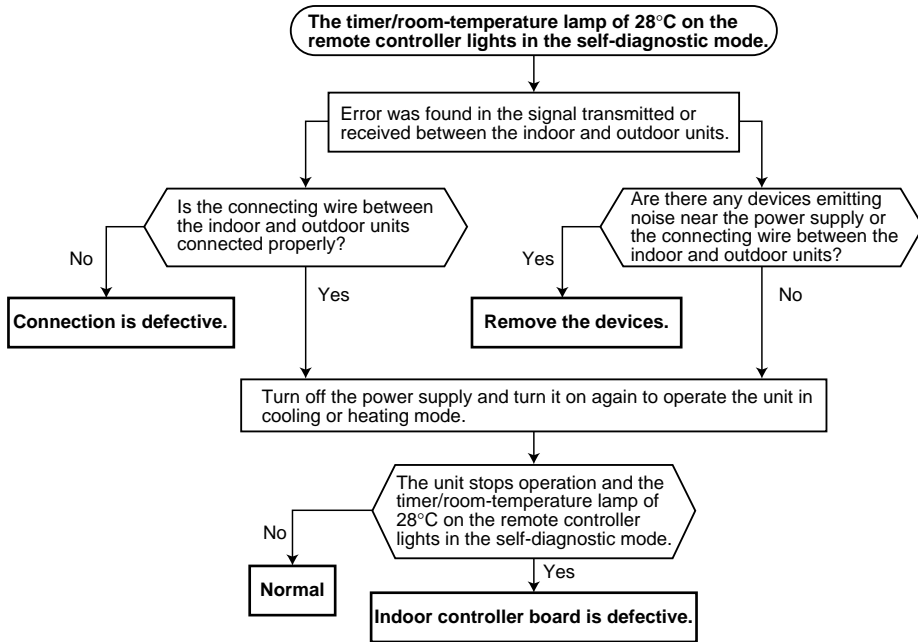 The timer/room-temperature lamp of 28°C on the
remote controller lights in the self-diagnostic mode.
Error was found in the signal transmitted or
received between the indoor and outdoor units.
Is the connecting wire between
the indoor and outdoor units
connected properly?
Are there any devices emitting
noise near the power supply or
the connecting wire between the
indoor and outdoor units?
No
Yes
Yes
No
Connection is defective.
Remove the devices.
Turn off the power supply and turn it on again to operate the unit in
cooling or heating mode.
The unit stops operation and the
timer/room-temperature lamp of
28°C on the remote controller
lights in the self-diagnostic mode.
No
Yes
Normal
Indoor controller board is defective.